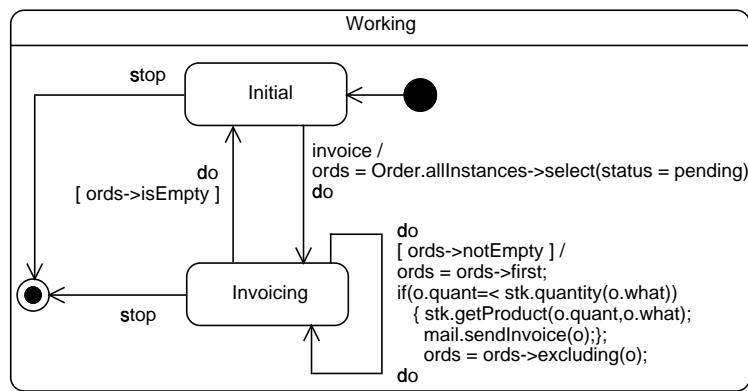 Working
stop
Initial
do
[ ords->isEmpty ]
invoice /
ords = Order.allInstances->select(status = pending)
do
do
[ ords->notEmpty ] /
ords = ords->first;
if(o.quant=< stk.quantity(o.what))
{ stk.getProduct(o.quant,o.what);
mail.sendInvoice(o);};
ords = ords->excluding(o);
do
Invoicing
stop